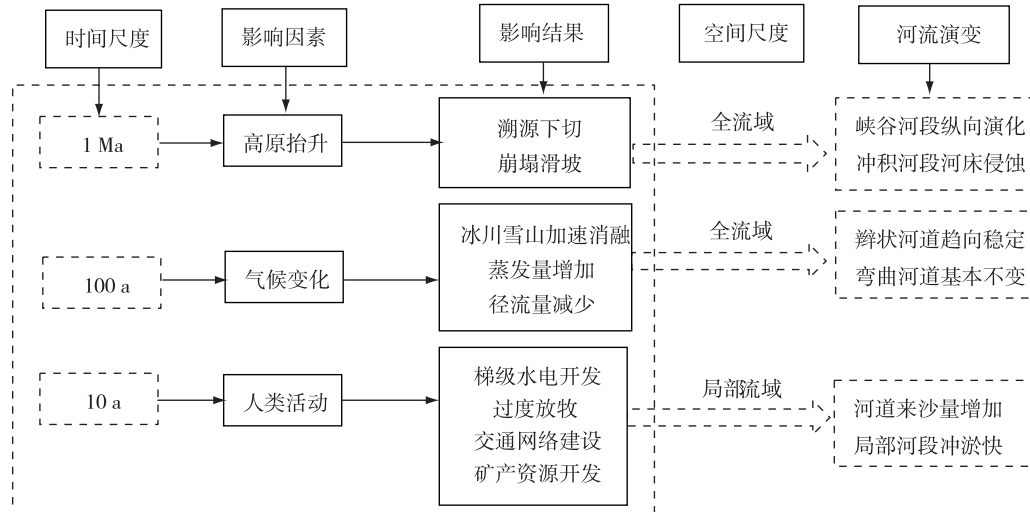 时间尺度
影响因素
影响结果
空间尺度
河流演变
1 Ma
高原抬升
溯源下切
崩塌滑坡
全流域
峡谷河段纵向演化
冲积河段河床侵蚀
100 a
气候变化
冰川雪山加速消融
蒸发量增加
径流量减少
全流域
辫状河道趋向稳定
弯曲河道基本不变
10 a
人类活动
梯级水电开发
过度放牧
交通网络建设
矿产资源开发
局部流域
河道来沙量增加
局部河段冲淤快